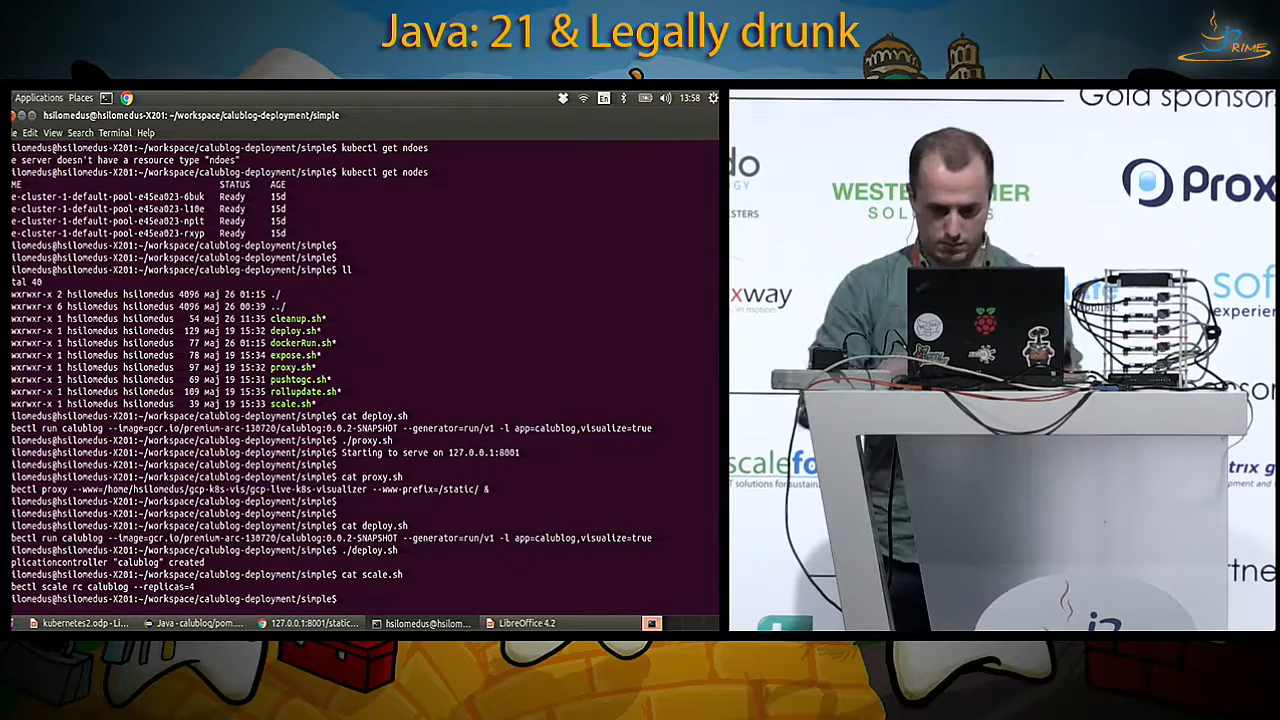 Java: 21 & Legally drunk
PRIME
Applications Places
En
13:58
hsilomedus@hsilomedus-X201: ~/workspace/calublog-deployment/simple
Edit View Search Terminal Help
ilomedus@hsilomedus-X201:~/workspace/calublog-deployment/simple$ kubectl get ndoes
e server doesn't have a resource type "ndoes"
ilomedus@hsilomedus-X201:~/workspace/calublog-deployment/simple$ kubectl get nodes
ME STATUS AGE
e-cluster-1-default-pool-e45ea023-6buk Ready 15d
e-cluster-1-default-pool-e45ea023-l10e Ready 15d
e-cluster-1-default-pool-e45ea023-nplt Ready 15d
e-cluster-1-default-pool-e45ea023-rxyp Ready 15d
ilomedus@hsilomedus-X201:~/workspace/calublog-deployment/simple$
ilomedus@hsilomedus-X201:~/workspace/calublog-deployment/simple$
ilomedus@hsilomedus-X201:~/workspace/calublog-deployment/simple$ ll
tal 40
wxrwxr-x 2 hsilomedus hsilomedus 4096 мај 26 01:15 ./
wxrwxr-x 6 hsilomedus hsilomedus 4096 мај 26 00:39 ../
wxrwxr-x 1 hsilomedus hsilomedus 54 мај 26 11:35 cleanup.sh*
wxrwxr-x 1 hsilomedus hsilomedus 129 мај 19 15:32 deploy.sh*
wxrwxr-x 1 hsilomedus hsilomedus 77 мај 26 01:15 dockerRun.sh*
wxrwxr-x 1 hsilomedus hsilomedus 78 мај 19 15:34 expose.sh*
wxrwxr-x 1 hsilomedus hsilomedus 97 мај 19 15:32 proxy.sh*
wxrwxr-x 1 hsilomedus hsilomedus 69 мај 19 15:31 pushtogc.sh*
wxrwxr-x 1 hsilomedus hsilomedus 109 мај 19 15:35 rollupdate.sh*
wxrwxr-x 1 hsilomedus hsilomedus 39 мај 19 15:33 scale.sh*
ilomedus@hsilomedus-X201:~/workspace/calublog-deployment/simple$ cat deploy.sh
bectl run calublog --image=gcr.io/premium-arc-130720/calublog:0.0.2-SNAPSHOT --generator=run/v1 -l app=calublog,visualize=true
ilomedus@hsilomedus-X201:~/workspace/calublog-deployment/simple$ ./proxy.sh
ilomedus@hsilomedus-X201:~/workspace/calublog-deployment/simple$ Starting to serve on 127.0.0.1:8001
ilomedus@hsilomedus-X201:~/workspace/calublog-deployment/simple$
ilomedus@hsilomedus-X201:~/workspace/calublog-deployment/simple$ cat proxy.sh
bectl proxy --www=/home/hsilomedus/gcp-k8s-vis/gcp-live-k8s-visualizer --www-prefix=/static/ &
ilomedus@hsilomedus-X201:~/workspace/calublog-deployment/simple$
ilomedus@hsilomedus-X201:~/workspace/calublog-deployment/simple$
ilomedus@hsilomedus-X201:~/workspace/calublog-deployment/simple$ cat deploy.sh
bectl run calublog --image=gcr.io/premium-arc-130720/calublog:0.0.2-SNAPSHOT --generator=run/v1 -l app=calublog,visualize=true
ilomedus@hsilomedus-X201:~/workspace/calublog-deployment/simple$ ./deploy.sh
plicationcontroller "calublog" created
ilomedus@hsilomedus-X201:~/workspace/calublog-deployment/simple$ cat scale.sh
bectl scale rc calublog --replicas=4
ilomedus@hsilomedus-X201:~/workspace/calublog-deployment/simple$
kubernetes2.odp - Li...
Java - calublog/pom....
127.0.0.1:8001/static...
hsilomedus@hsilom...
LibreOffice 4.2
Gold sponsor
Prox
xway
sof
experien
scalefo